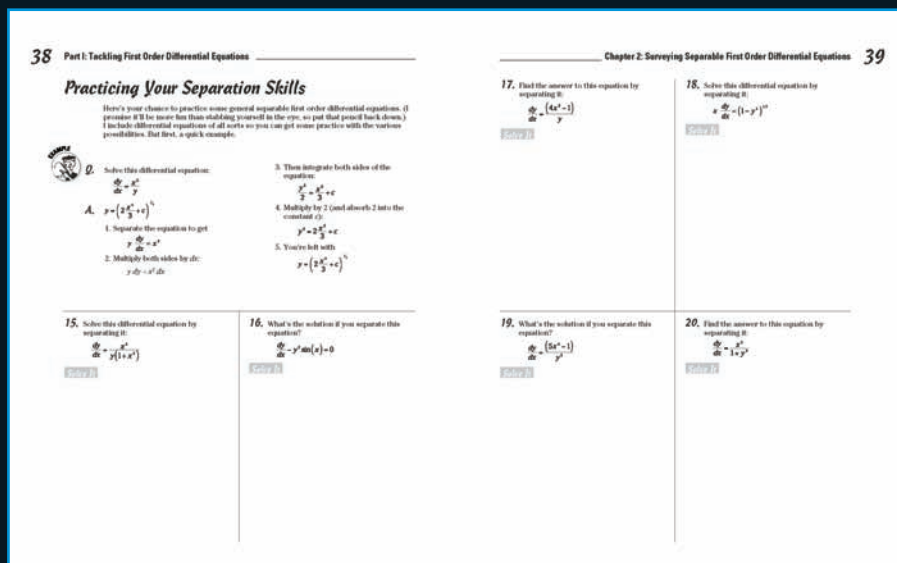 38 Part I: Tackling First Order Differential Equations
Practicing Your Separation Skills
Here's your chance to practice some general separable first order differential equations. (I
promise it'll be more fun than stabbing yourself in the eye, so put that pencil back down.)
I include differential equations of all sorts so you can get some practice with the various
possibilities. But first, a quick example.
EXAMPLE
Q. Solve this differential equation:
dy/dx = x²/y
A. y = (2 x³/3 + c)^½
1. Separate the equation to get
y dy/dx = x²
2. Multiply both sides by dx:
y dy = x² dx
3. Then integrate both sides of the
equation:
y²/2 = x³/3 + c
4. Multiply by 2 (and absorb 2 into the
constant c):
y² = 2 x³/3 + c
5. You're left with
y = (2 x³/3 + c)^½
15. Solve this differential equation by
separating it:
dy/dx = x²/y(1+x³)
Solve It
16. What's the solution if you separate this
equation?
dy/dx – y² sin(x) = 0
Solve It
Chapter 2: Surveying Separable First Order Differential Equations 39
17. Find the answer to this equation by
separating it:
dy/dx = (4x³ – 1)/y
Solve It
18. Solve this differential equation by
separating it:
x dy/dx = (1 – y²)^½
Solve It
19. What's the solution if you separate this
equation?
dy/dx = (5x⁴ – 1)/y²
Solve It
20. Find the answer to this equation by
separating it:
dy/dx = x²/1+y²
Solve It